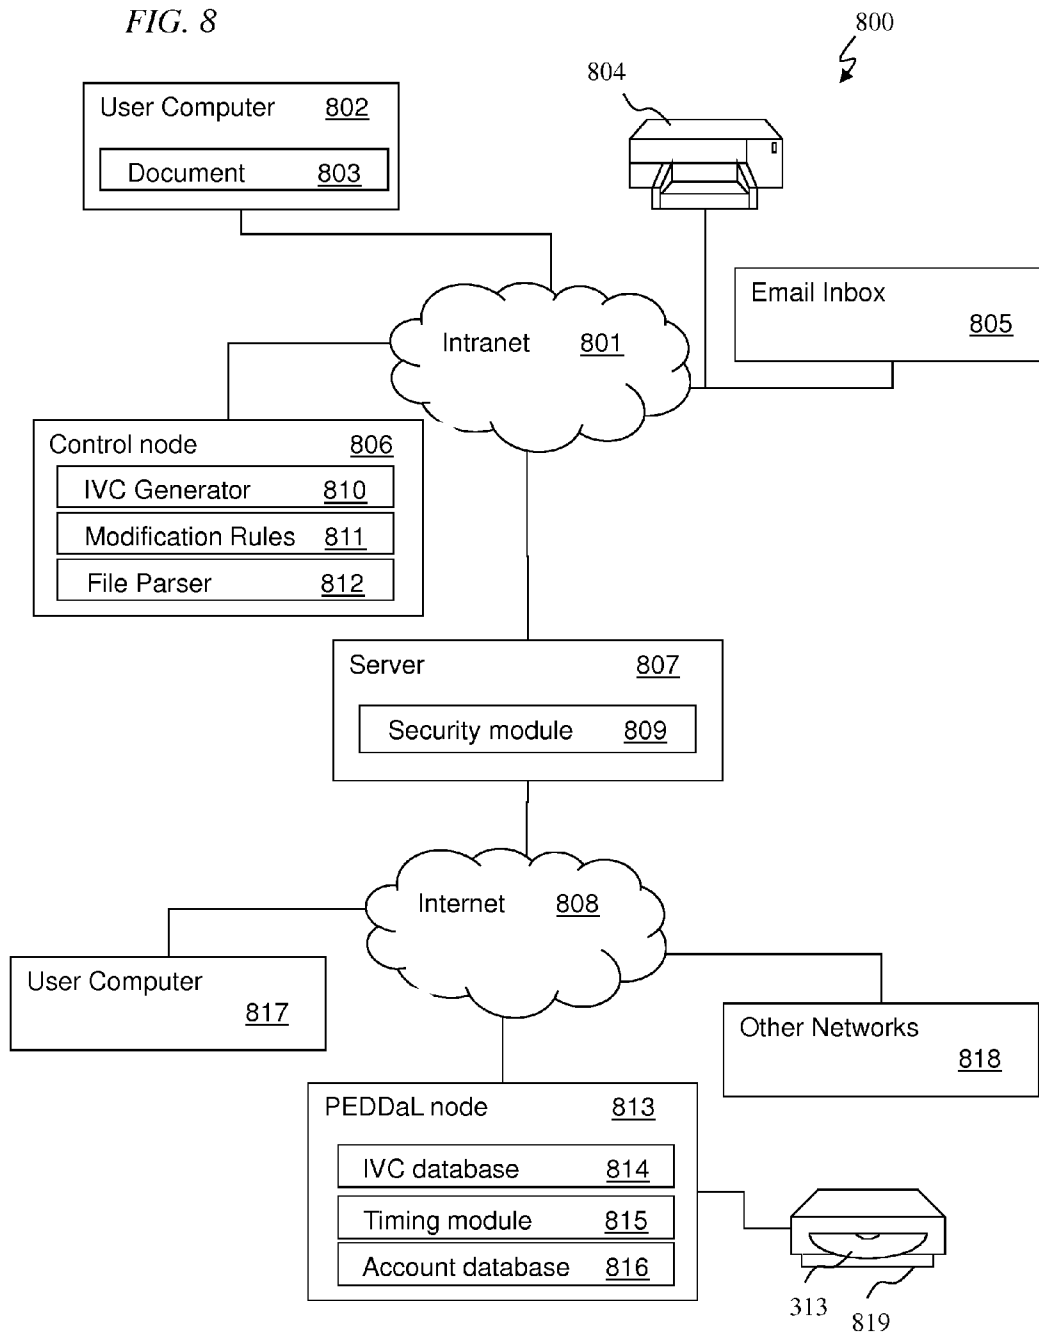 FIG. 8
800
804
User Computer 802
Document 803
Email Inbox
805
Intranet 801
Control node 806
IVC Generator 810
Modification Rules 811
File Parser 812
Server 807
Security module 809
Internet 808
User Computer
817
Other Networks
818
PEDDaL node 813
IVC database 814
Timing module 815
Account database 816
313
819